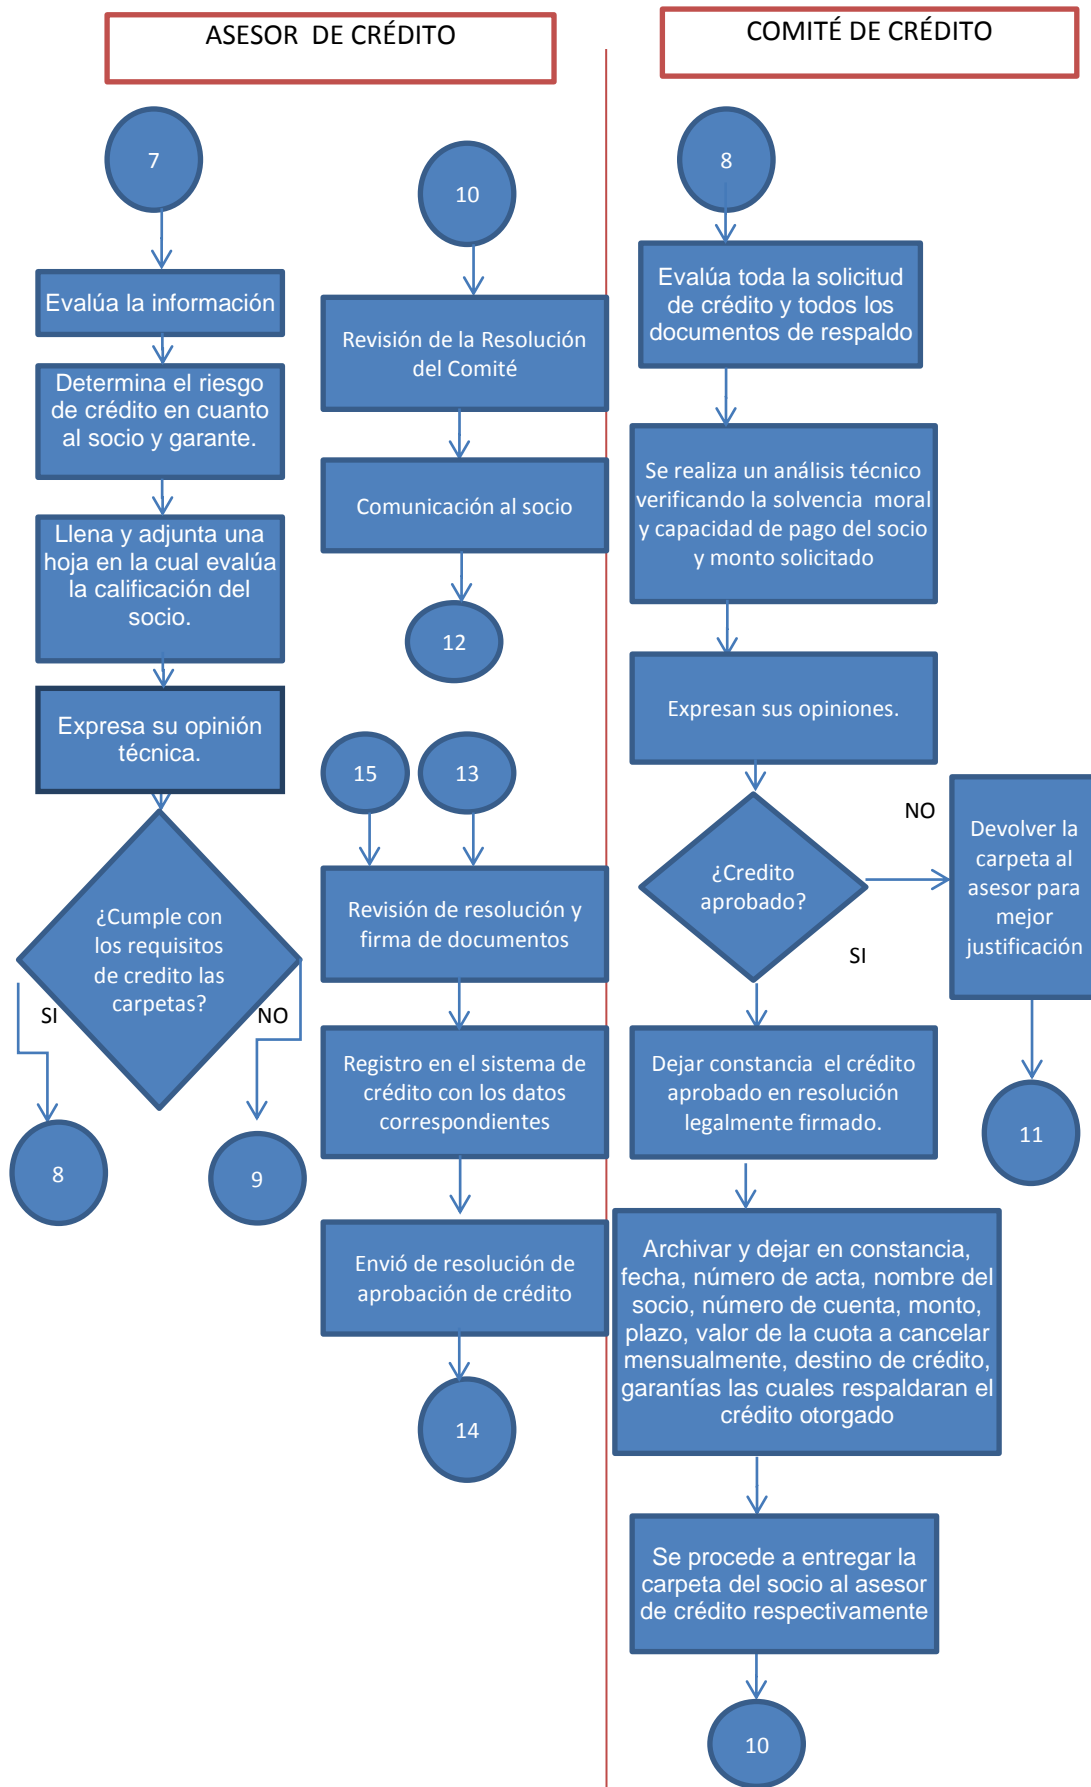 ASESOR DE CRÉDITO
COMITÉ DE CRÉDITO
7
Evalúa la información
Determina el riesgo
de crédito en cuanto
al socio y garante.
Llena y adjunta una
hoja en la cual evalúa
la calificación del
socio.
Expresa su opinión
técnica.
¿Cumple con
los requisitos
de credito las
carpetas?
SI
NO
8
9
10
Revisión de la Resolución
del Comité
Comunicación al socio
12
15
13
Revisión de resolución y
firma de documentos
Registro en el sistema de
crédito con los datos
correspondientes
Envió de resolución de
aprobación de crédito
14
8
Evalúa toda la solicitud
de crédito y todos los
documentos de respaldo
Se realiza un análisis técnico
verificando la solvencia moral
y capacidad de pago del socio
y monto solicitado
Expresan sus opiniones.
¿Credito
aprobado?
NO
SI
Devolver la
carpeta al
asesor para
mejor
justificación
11
Dejar constancia el crédito
aprobado en resolución
legalmente firmado.
Archivar y dejar en constancia,
fecha, número de acta, nombre del
socio, número de cuenta, monto,
plazo, valor de la cuota a cancelar
mensualmente, destino de crédito,
garantías las cuales respaldaran el
crédito otorgado
Se procede a entregar la
carpeta del socio al asesor
de crédito respectivamente
10